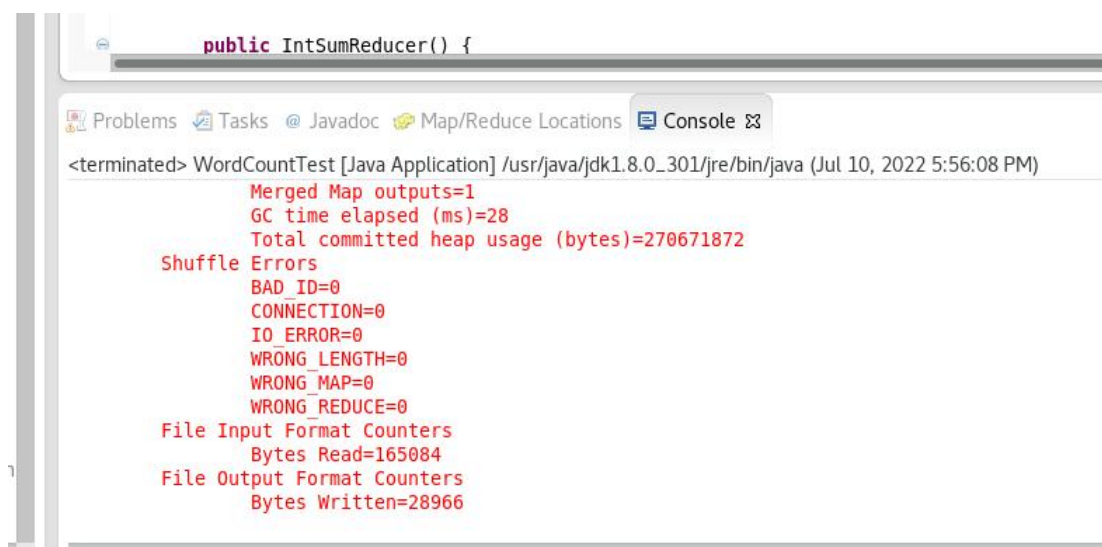 public IntSumReducer() {
Problems Tasks @ Javadoc Map/Reduce Locations Console
<terminated> WordCountTest [Java Application] /usr/java/jdk1.8.0_301/jre/bin/java (Jul 10, 2022 5:56:08 PM)
Merged Map outputs=1
GC time elapsed (ms)=28
Total committed heap usage (bytes)=270671872
Shuffle Errors
BAD_ID=0
CONNECTION=0
IO_ERROR=0
WRONG_LENGTH=0
WRONG_MAP=0
WRONG_REDUCE=0
File Input Format Counters
Bytes Read=165084
File Output Format Counters
Bytes Written=28966